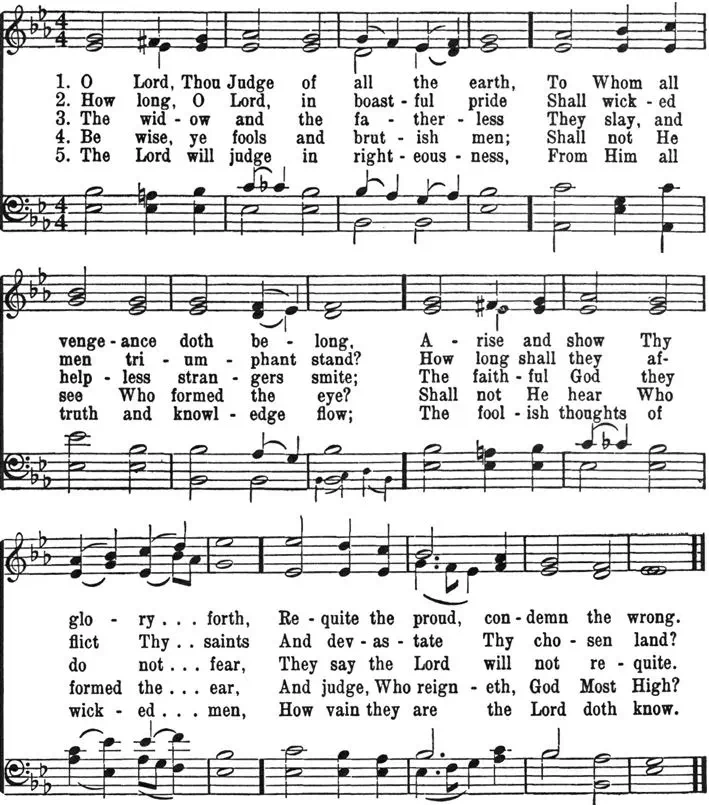 4 4
1. O Lord, Thou Judge of all the earth, To Whom all
2. How long, O Lord, in boast - ful pride Shall wick - ed
3. The wid - ow and the fa - ther - less They slay, and
4. Be wise, ye fools and brut - ish men; Shall not He
5. The Lord will judge in right - eous - ness, From Him all
4 4
venge - ance doth be - long, A - rise and show Thy
men tri - um - phant stand? How long shall they af-
help - less stran - gers smite; The faith - ful God they
see Who formed the eye? Shall not He hear Who
truth and knowl - edge flow; The fool - ish thoughts of
glo - ry . . . forth, Re - quite the proud, con - demn the wrong.
flict Thy . . saints And dev - as - tate Thy cho - sen land?
do not . . . fear, They say the Lord will not re - quite.
formed the . . ear, And judge, Who reign - eth, God Most High?
wick - ed . . . men, How vain they are the Lord doth know.